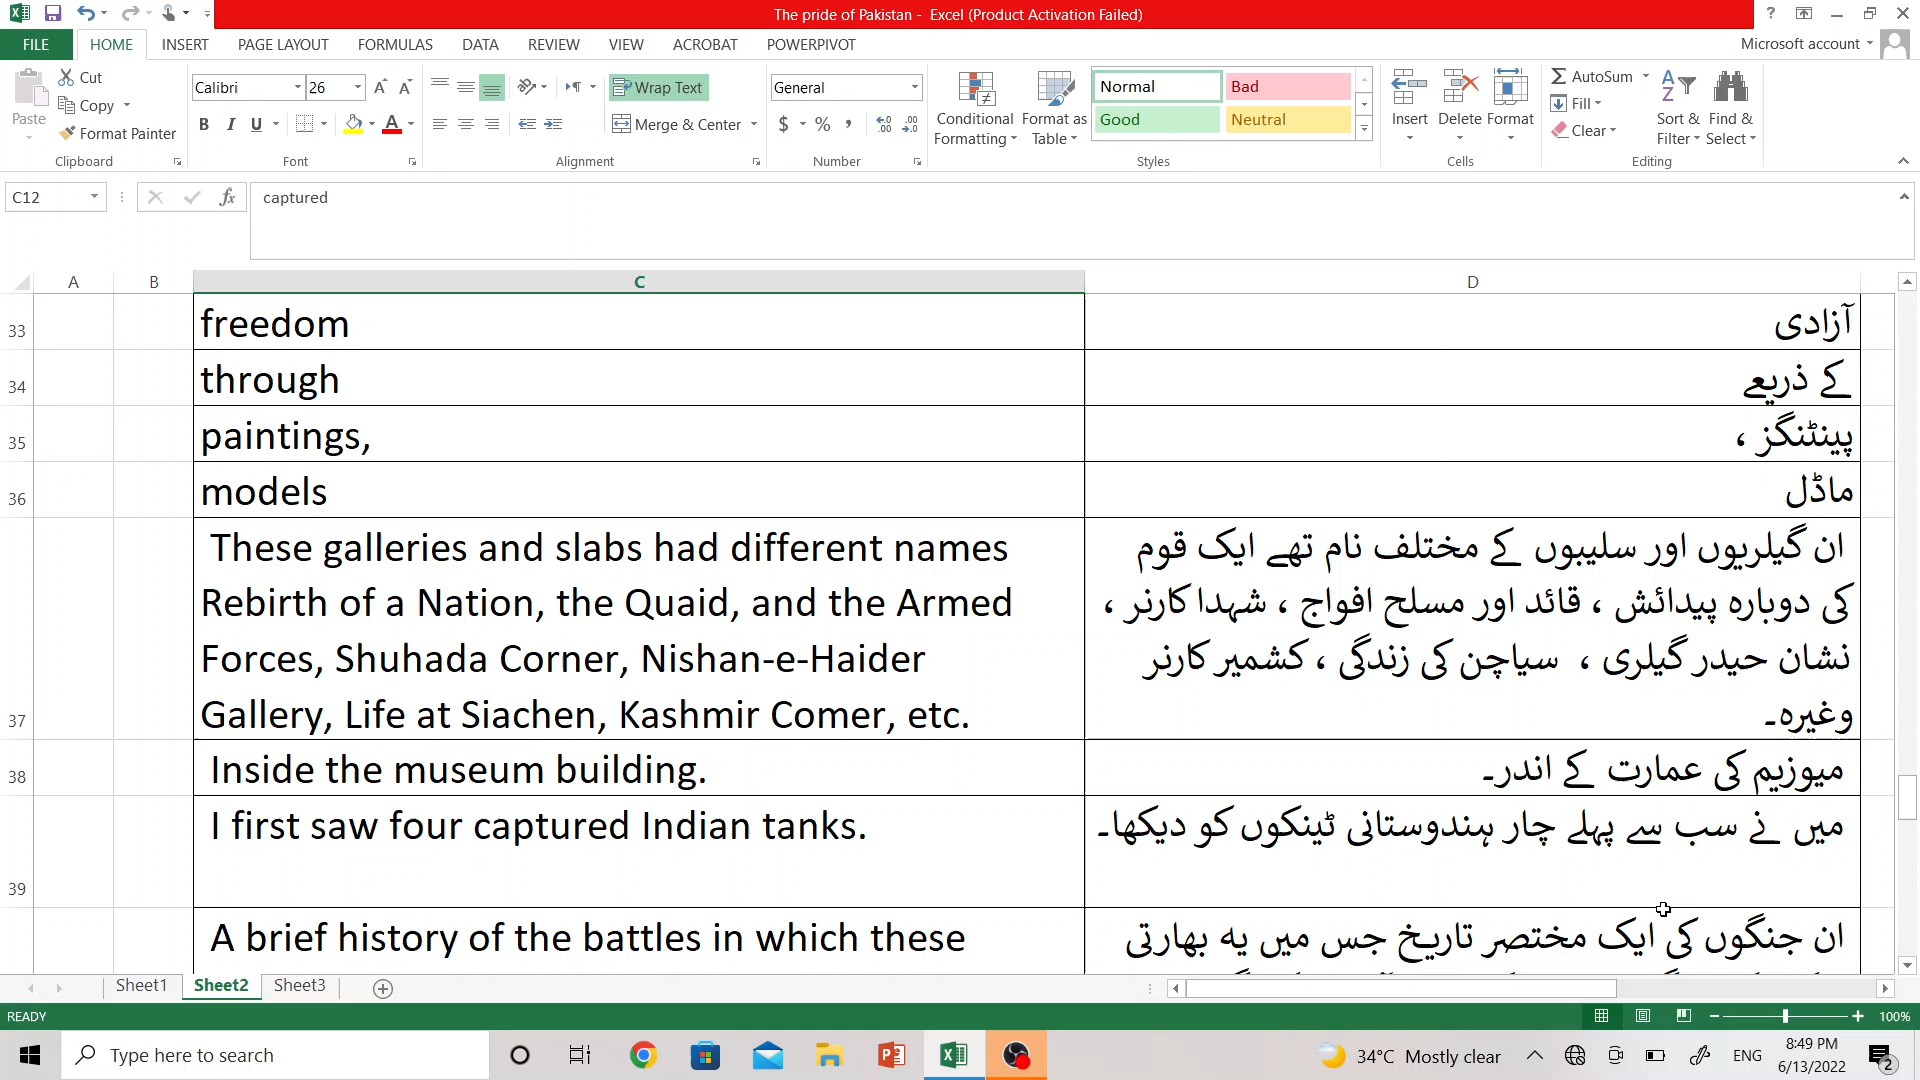 The pride of Pakistan - Excel (Product Activation Failed)
FILE HOME INSERT PAGE LAYOUT FORMULAS DATA REVIEW VIEW ACROBAT POWERPIVOT Microsoft account
Paste
Cut
Copy
Format Painter
Clipboard
Calibri 26
B I U
Font
Wrap Text
Merge & Center
Alignment
General
$ % ,
Number
Conditional Formatting
Format as Table
Normal Bad
Good Neutral
Styles
Insert Delete Format
Cells
AutoSum
Fill
Clear
Sort & Filter
Find & Select
Editing
C12 fx captured
A B C D
33 freedom آزادی
34 through کے ذریعے
35 paintings, پینٹنگز ،
36 models ماڈل
These galleries and slabs had different names
Rebirth of a Nation, the Quaid, and the Armed
Forces, Shuhada Corner, Nishan-e-Haider
Gallery, Life at Siachen, Kashmir Comer, etc.
ان گیلریوں اور سلیبوں کے مختلف نام تھے ایک قوم
کی دوبارہ پیدائش ، قائد اور مسلح افواج ، شہدا کارنر ،
نشان حیدر گیلری ، سیاچن کی زندگی ، کشمیر کارنر
وغیرہ۔
37
38 Inside the museum building. میوزیم کی عمارت کے اندر۔
39 I first saw four captured Indian tanks. میں نے سب سے پہلے چار ہندوستانی ٹینکوں کو دیکھا۔
A brief history of the battles in which these ان جنگوں کی ایک مختصر تاریخ جس میں یہ بھارتی
Sheet1 Sheet2 Sheet3
READY 100%
Type here to search
34°C Mostly clear
ENG
8:49 PM
6/13/2022
2